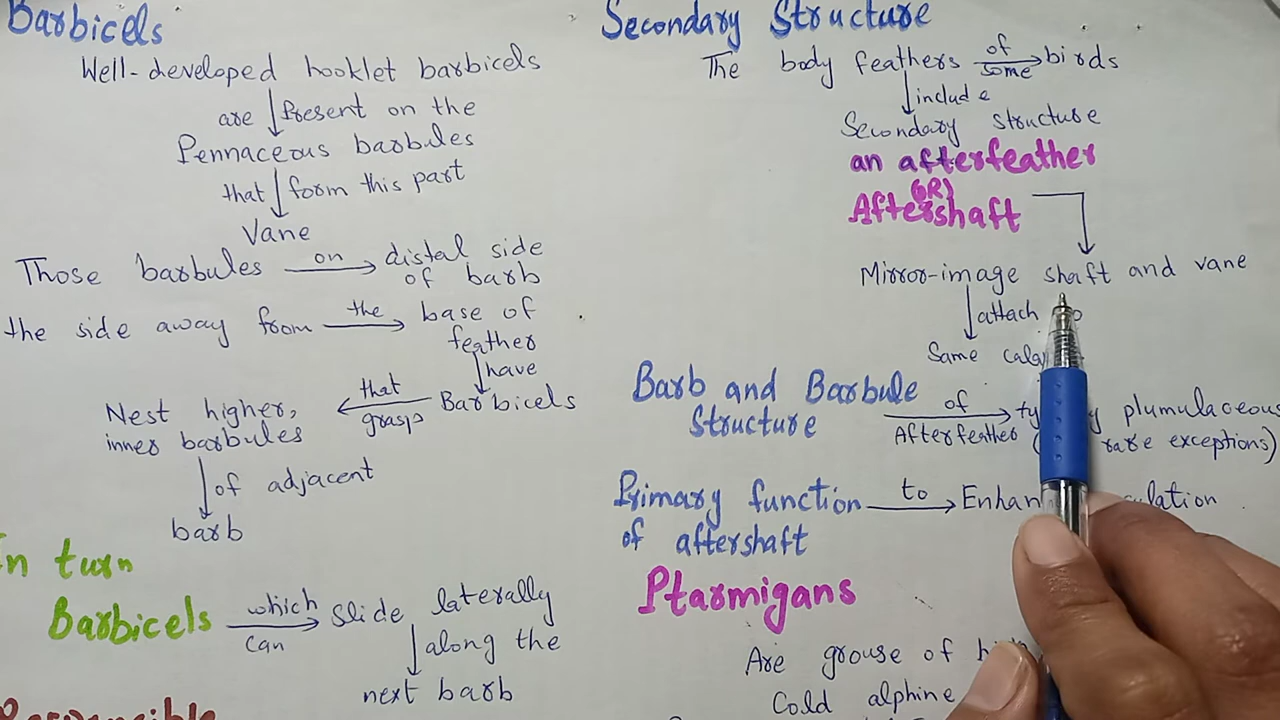 Barbicels
Well-developed hooklet barbicels
are Present on the
Pennaceous barbules
that form this part
Vane
Those barbules on distal side
of barb
the side away from the base of
feather
have
Barbicels
that
grasps
Nest higher,
inner barbules
of adjacent
barb
In turn
Barbicels which can slide laterally
along the
next barb
Responsible
Secondary Structure
The body feathers of some birds
include
Secondary structure
an afterfeather
(OR)
Aftershaft
Mirror-image shaft and vane
attach
Same
Barb and Barbule
Structure
of
Afterfeather
plumulaceous
rare exceptions)
Primary function
of aftershaft
to
Ptarmigans
Are grouse of
Cold alphine